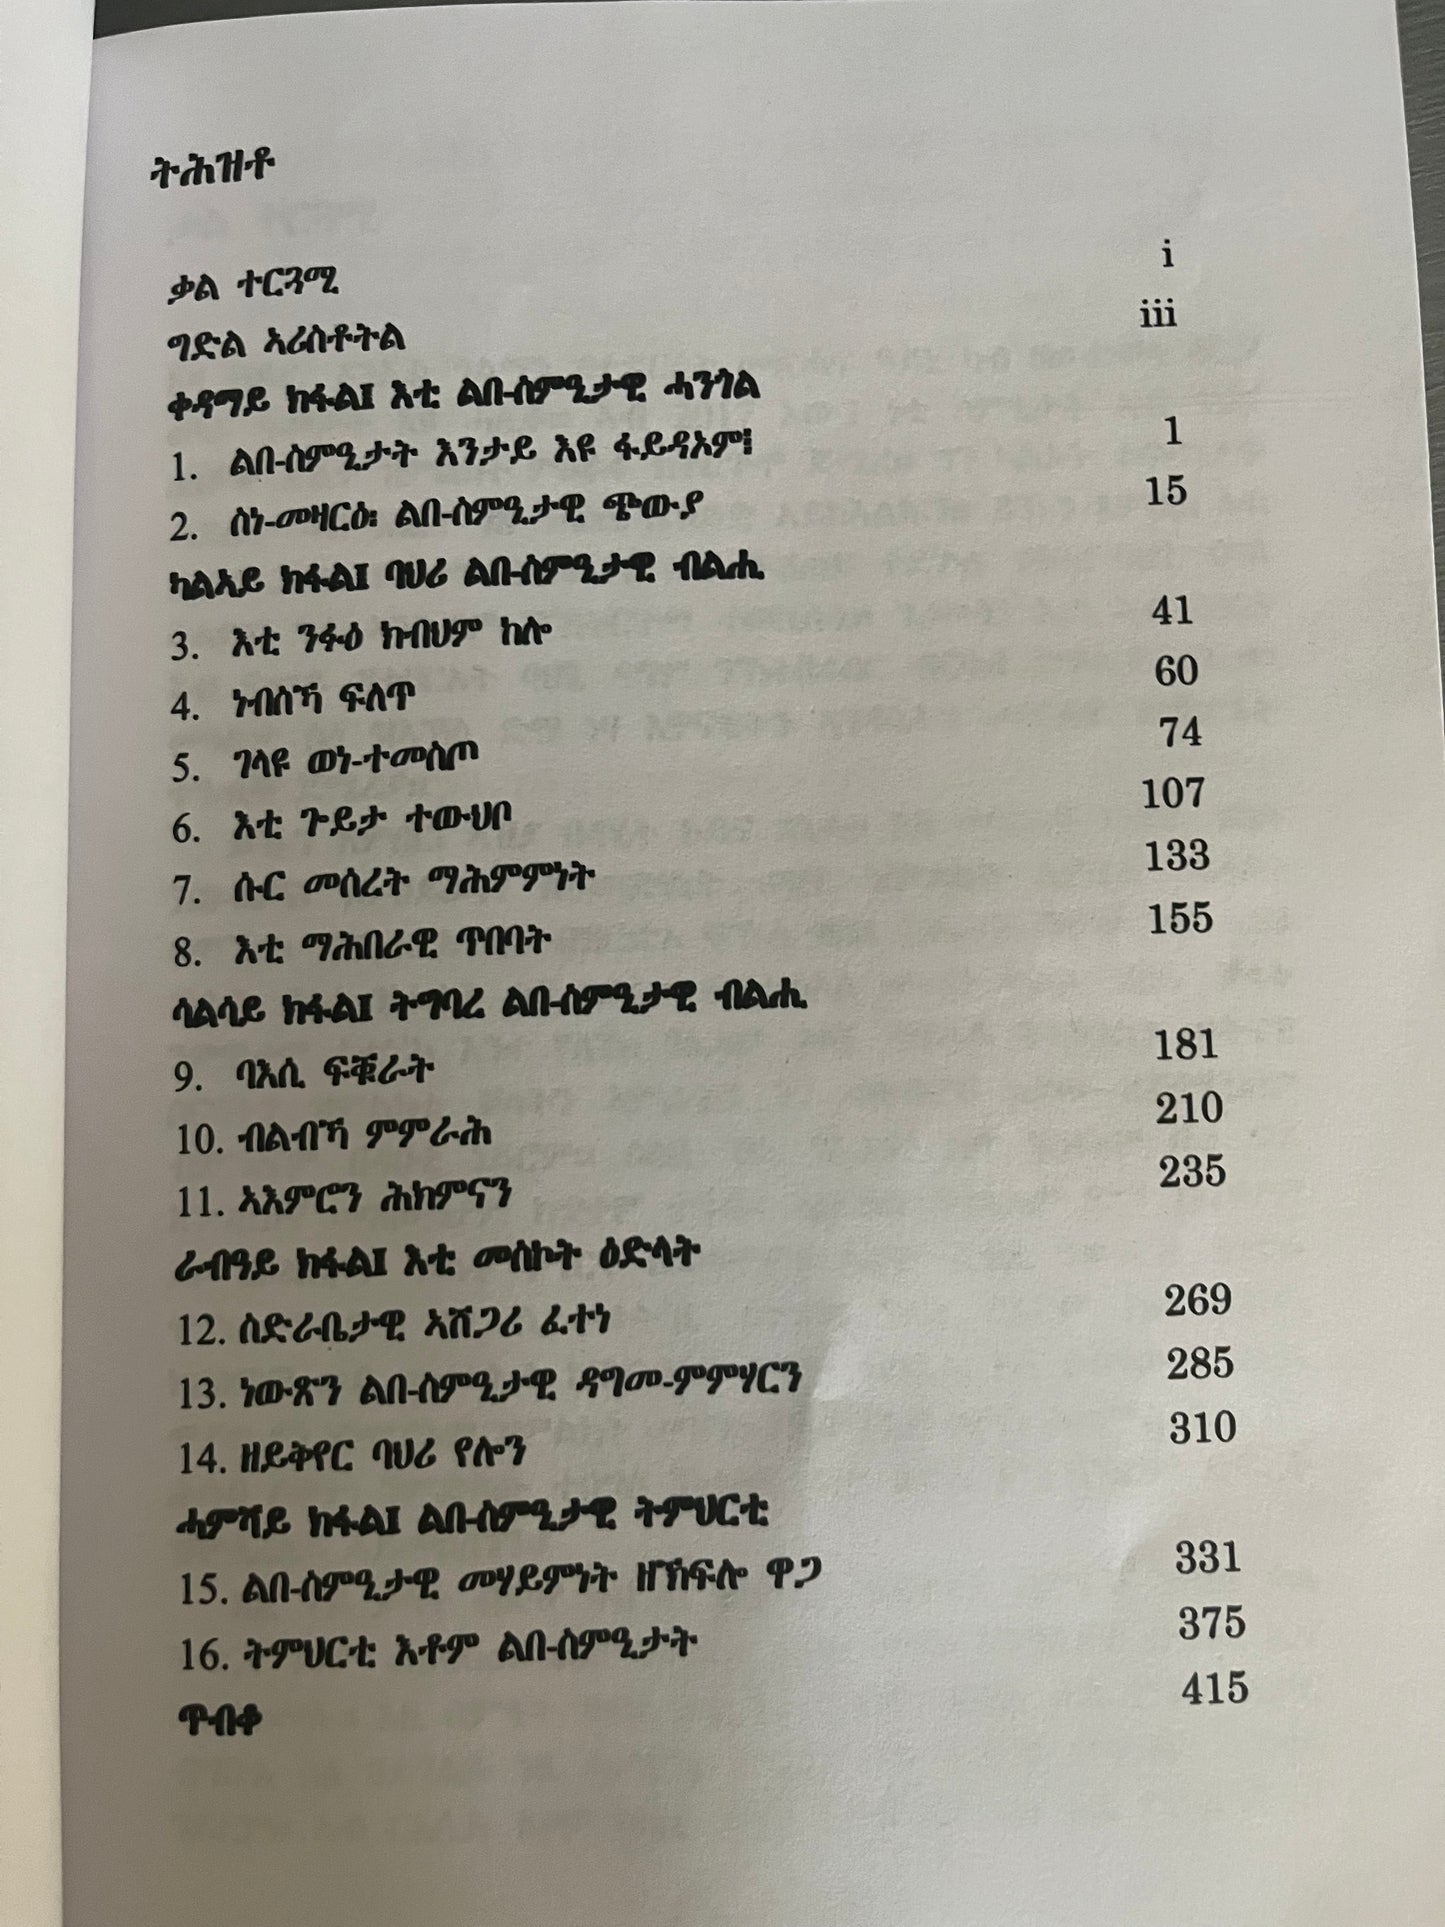 ትሕዝቶ
ቃል ተርጓሚ i
ግድል ኣሪስቶትል iii
ቀዳማይ ክፋል፤ እቲ ልበ-ስምዒታዊ ሓንጎል
1. ልበ-ስምዒታት እንታይ እዩ ፋይዳኦም፧ 1
2. ስነ-መዛርዕ፡ ልበ-ስምዒታዊ ጭውያ 15
ካልኣይ ክፋል፤ ባህሪ ልበ-ስምዒታዊ ብልሒ
3. እቲ ንፉዕ ክብህም ከሎ 41
4. ነብስኻ ፍለጥ 60
5. ገላዩ ወነ-ተመስጦ 74
6. እቲ ጉይታ ተውህቦ 107
7. ሱር መሰረት ማሕምምነት 133
8. እቲ ማሕበራዊ ጥበባት 155
ሳልሳይ ክፋል፤ ትግባረ ልበ-ስምዒታዊ ብልሒ
9. ባእሲ ፍቹራት 181
10. ብልብኻ ምምራሕ 210
11. ኣእምሮን ሕክምናን 235
ራብዓይ ክፋል፤ እቲ መስኮት ዕድላት
12. ስድራቤታዊ ኣሸጋሪ ፈተነ 269
13. ነውጽን ልበ-ስምዒታዊ ዳግመ-ምምሃርን 285
14. ዘይቅየር ባህሪ የሎን 310
ሓምሻይ ክፋል፤ ልበ-ስምዒታዊ ትምህርቲ
15. ልበ-ስምዒታዊ መሃይምነት ዘኽፍሎ ዋጋ 331
16. ትምህርቲ እቶም ልበ-ስምዒታት 375
ጥብቆ 415